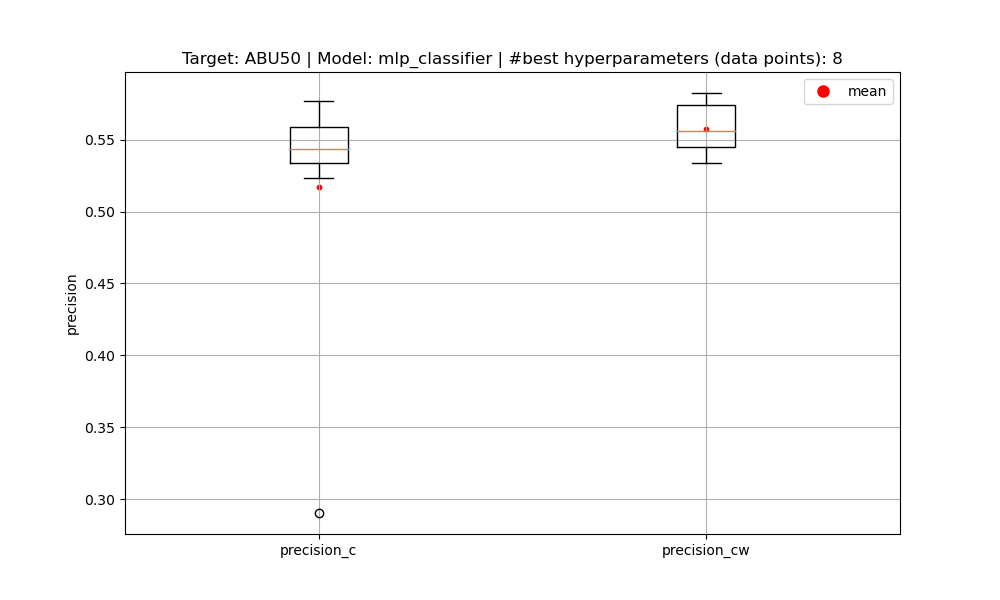 Target: ABU50 | Model: mlp_classifier | #best hyperparameters (data points): 8
mean
0.55
0.50
0.45
0.40
0.35
0.30
precision
precision_c
precision_cw